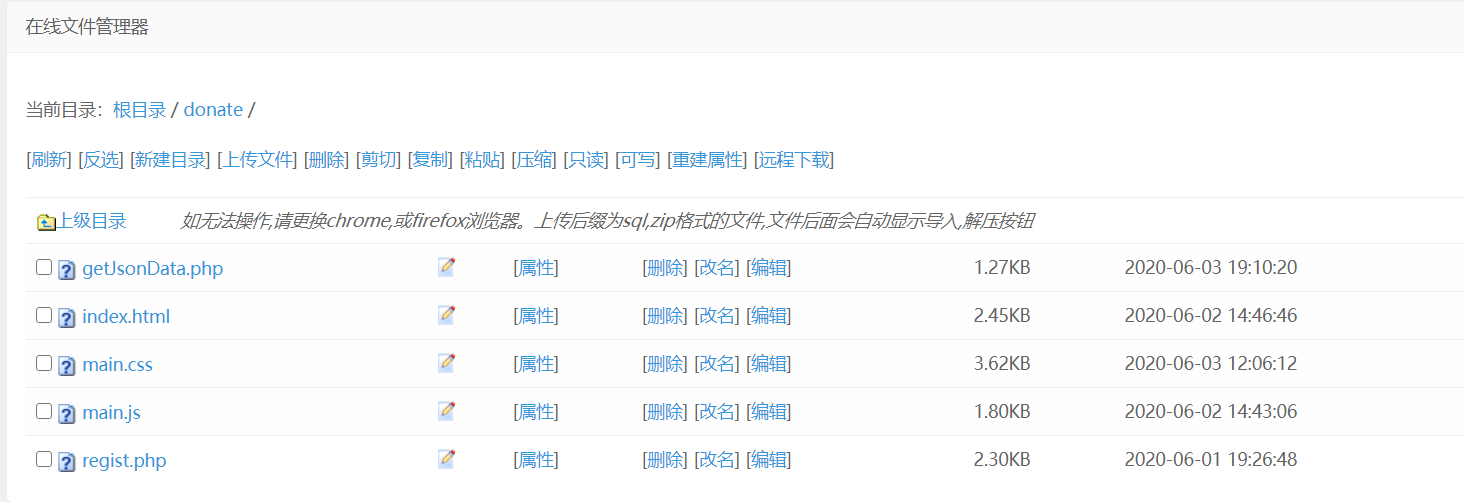 在线文件管理器
当前目录：根目录 / donate /
[刷新] [反选] [新建目录] [上传文件] [删除] [剪切] [复制] [粘贴] [压缩] [只读] [可写] [重建属性] [远程下载]
上级目录 如无法操作,请更换chrome,或firefox浏览器。上传后缀为sql,zip格式的文件,文件后面会自动显示导入,解压按钮
getJsonData.php [属性] [删除] [改名] [编辑] 1.27KB 2020-06-03 19:10:20
index.html [属性] [删除] [改名] [编辑] 2.45KB 2020-06-02 14:46:46
main.css [属性] [删除] [改名] [编辑] 3.62KB 2020-06-03 12:06:12
main.js [属性] [删除] [改名] [编辑] 1.80KB 2020-06-02 14:43:06
regist.php [属性] [删除] [改名] [编辑] 2.30KB 2020-06-01 19:26:48